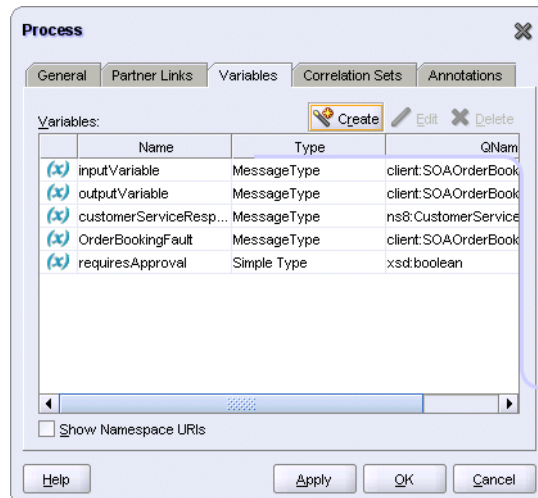 Process
General Partner Links Variables Correlation Sets Annotations
Variables: Create Edit Delete
Name Type QNam
(x) inputVariable MessageType client:SOAOrderBook
(x) outputVariable MessageType client:SOAOrderBook
(x) customerServiceResp... MessageType ns8:CustomerService
(x) OrderBookingFault MessageType client:SOAOrderBook
(x) requiresApproval Simple Type xsd:boolean
Show Namespace URIs
Help Apply OK Cancel